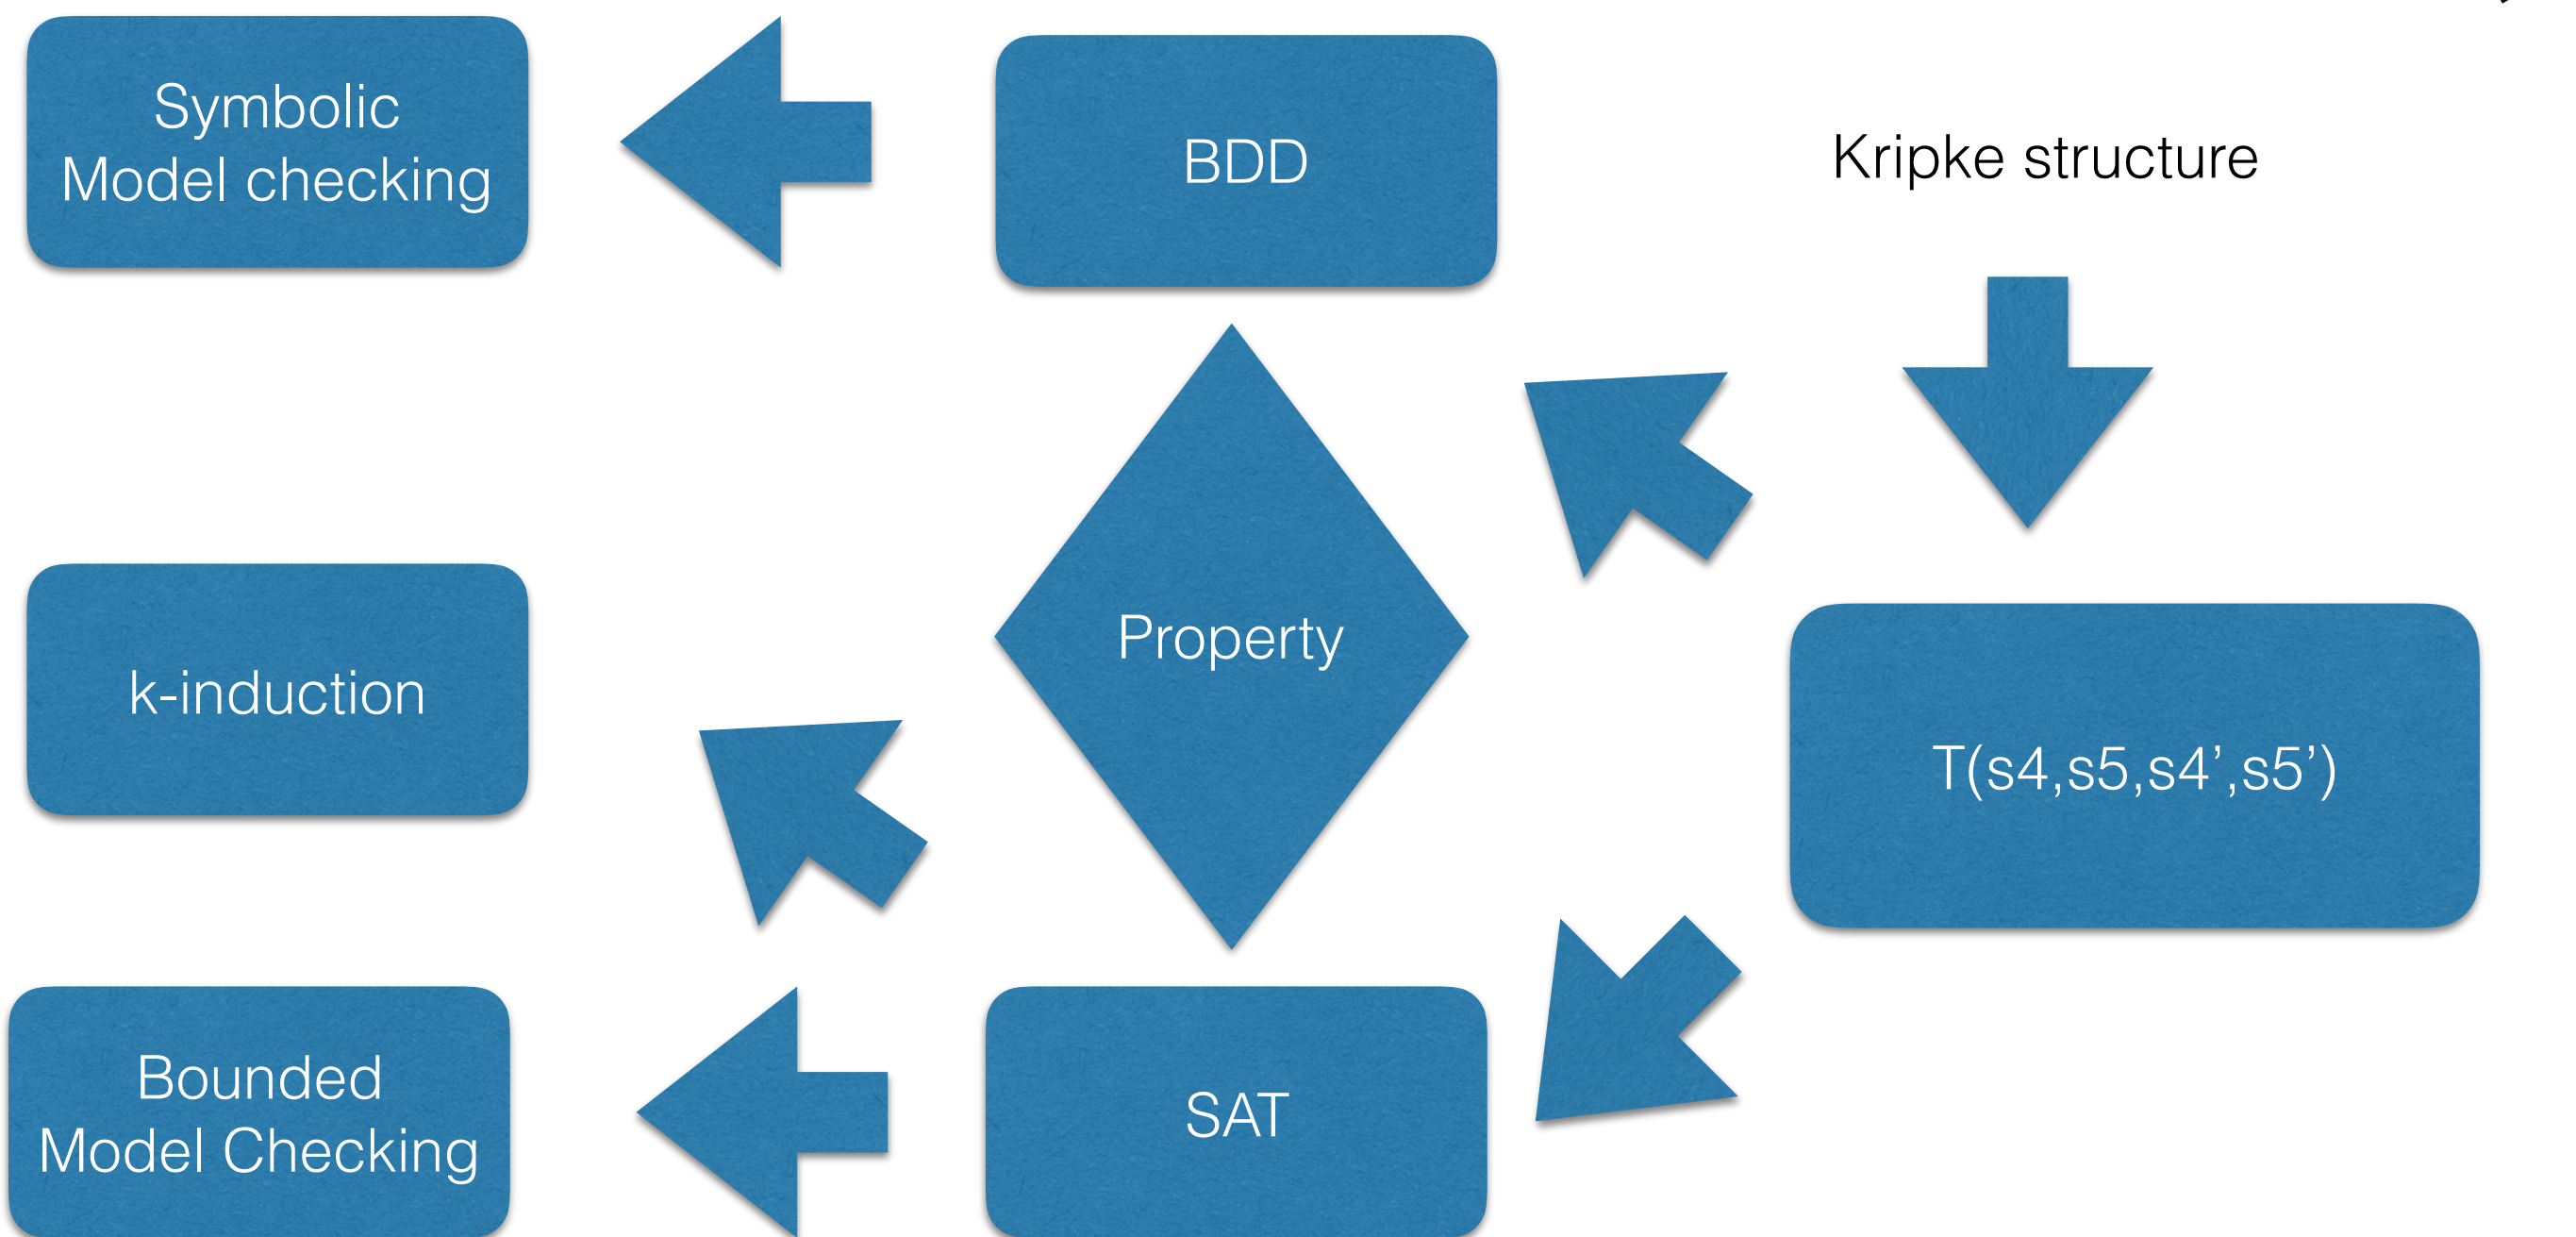 Symbolic
Model checking
BDD
Kripke structure
Property
k-induction
T(s4,s5,s4’,s5’)
Bounded
Model Checking
SAT